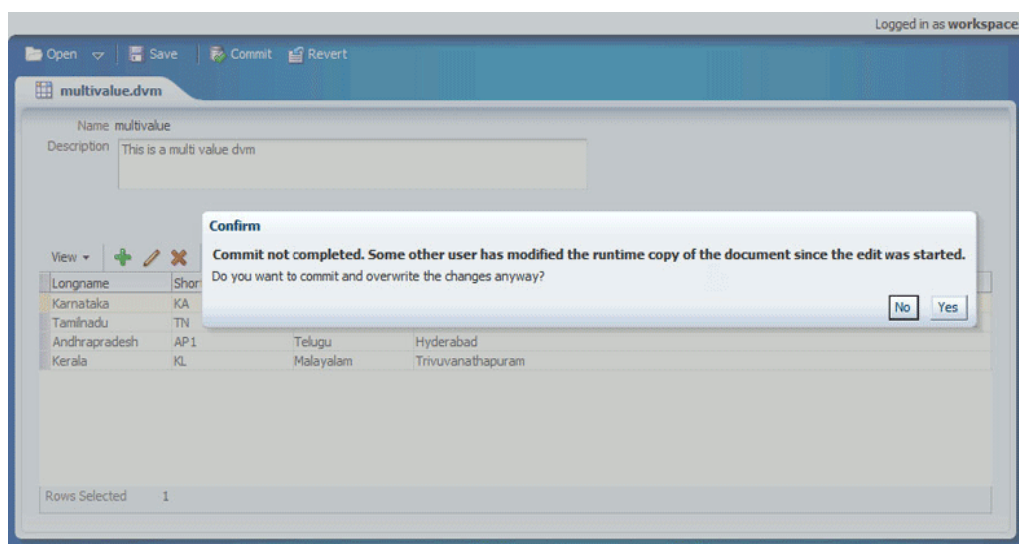 Logged in as workspace
Open Save Commit Revert
multivalue.dvm
Name multivalue
Description This is a multi value dvm
Confirm
Commit not completed. Some other user has modified the runtime copy of the document since the edit was started.
Do you want to commit and overwrite the changes anyway?
No Yes
View
Longname Shor
Karnataka KA
Tamilnadu TN
Andhrapradesh AP1 Telugu Hyderabad
Kerala KL Malayalam Trivuvanathapuram
Rows Selected 1